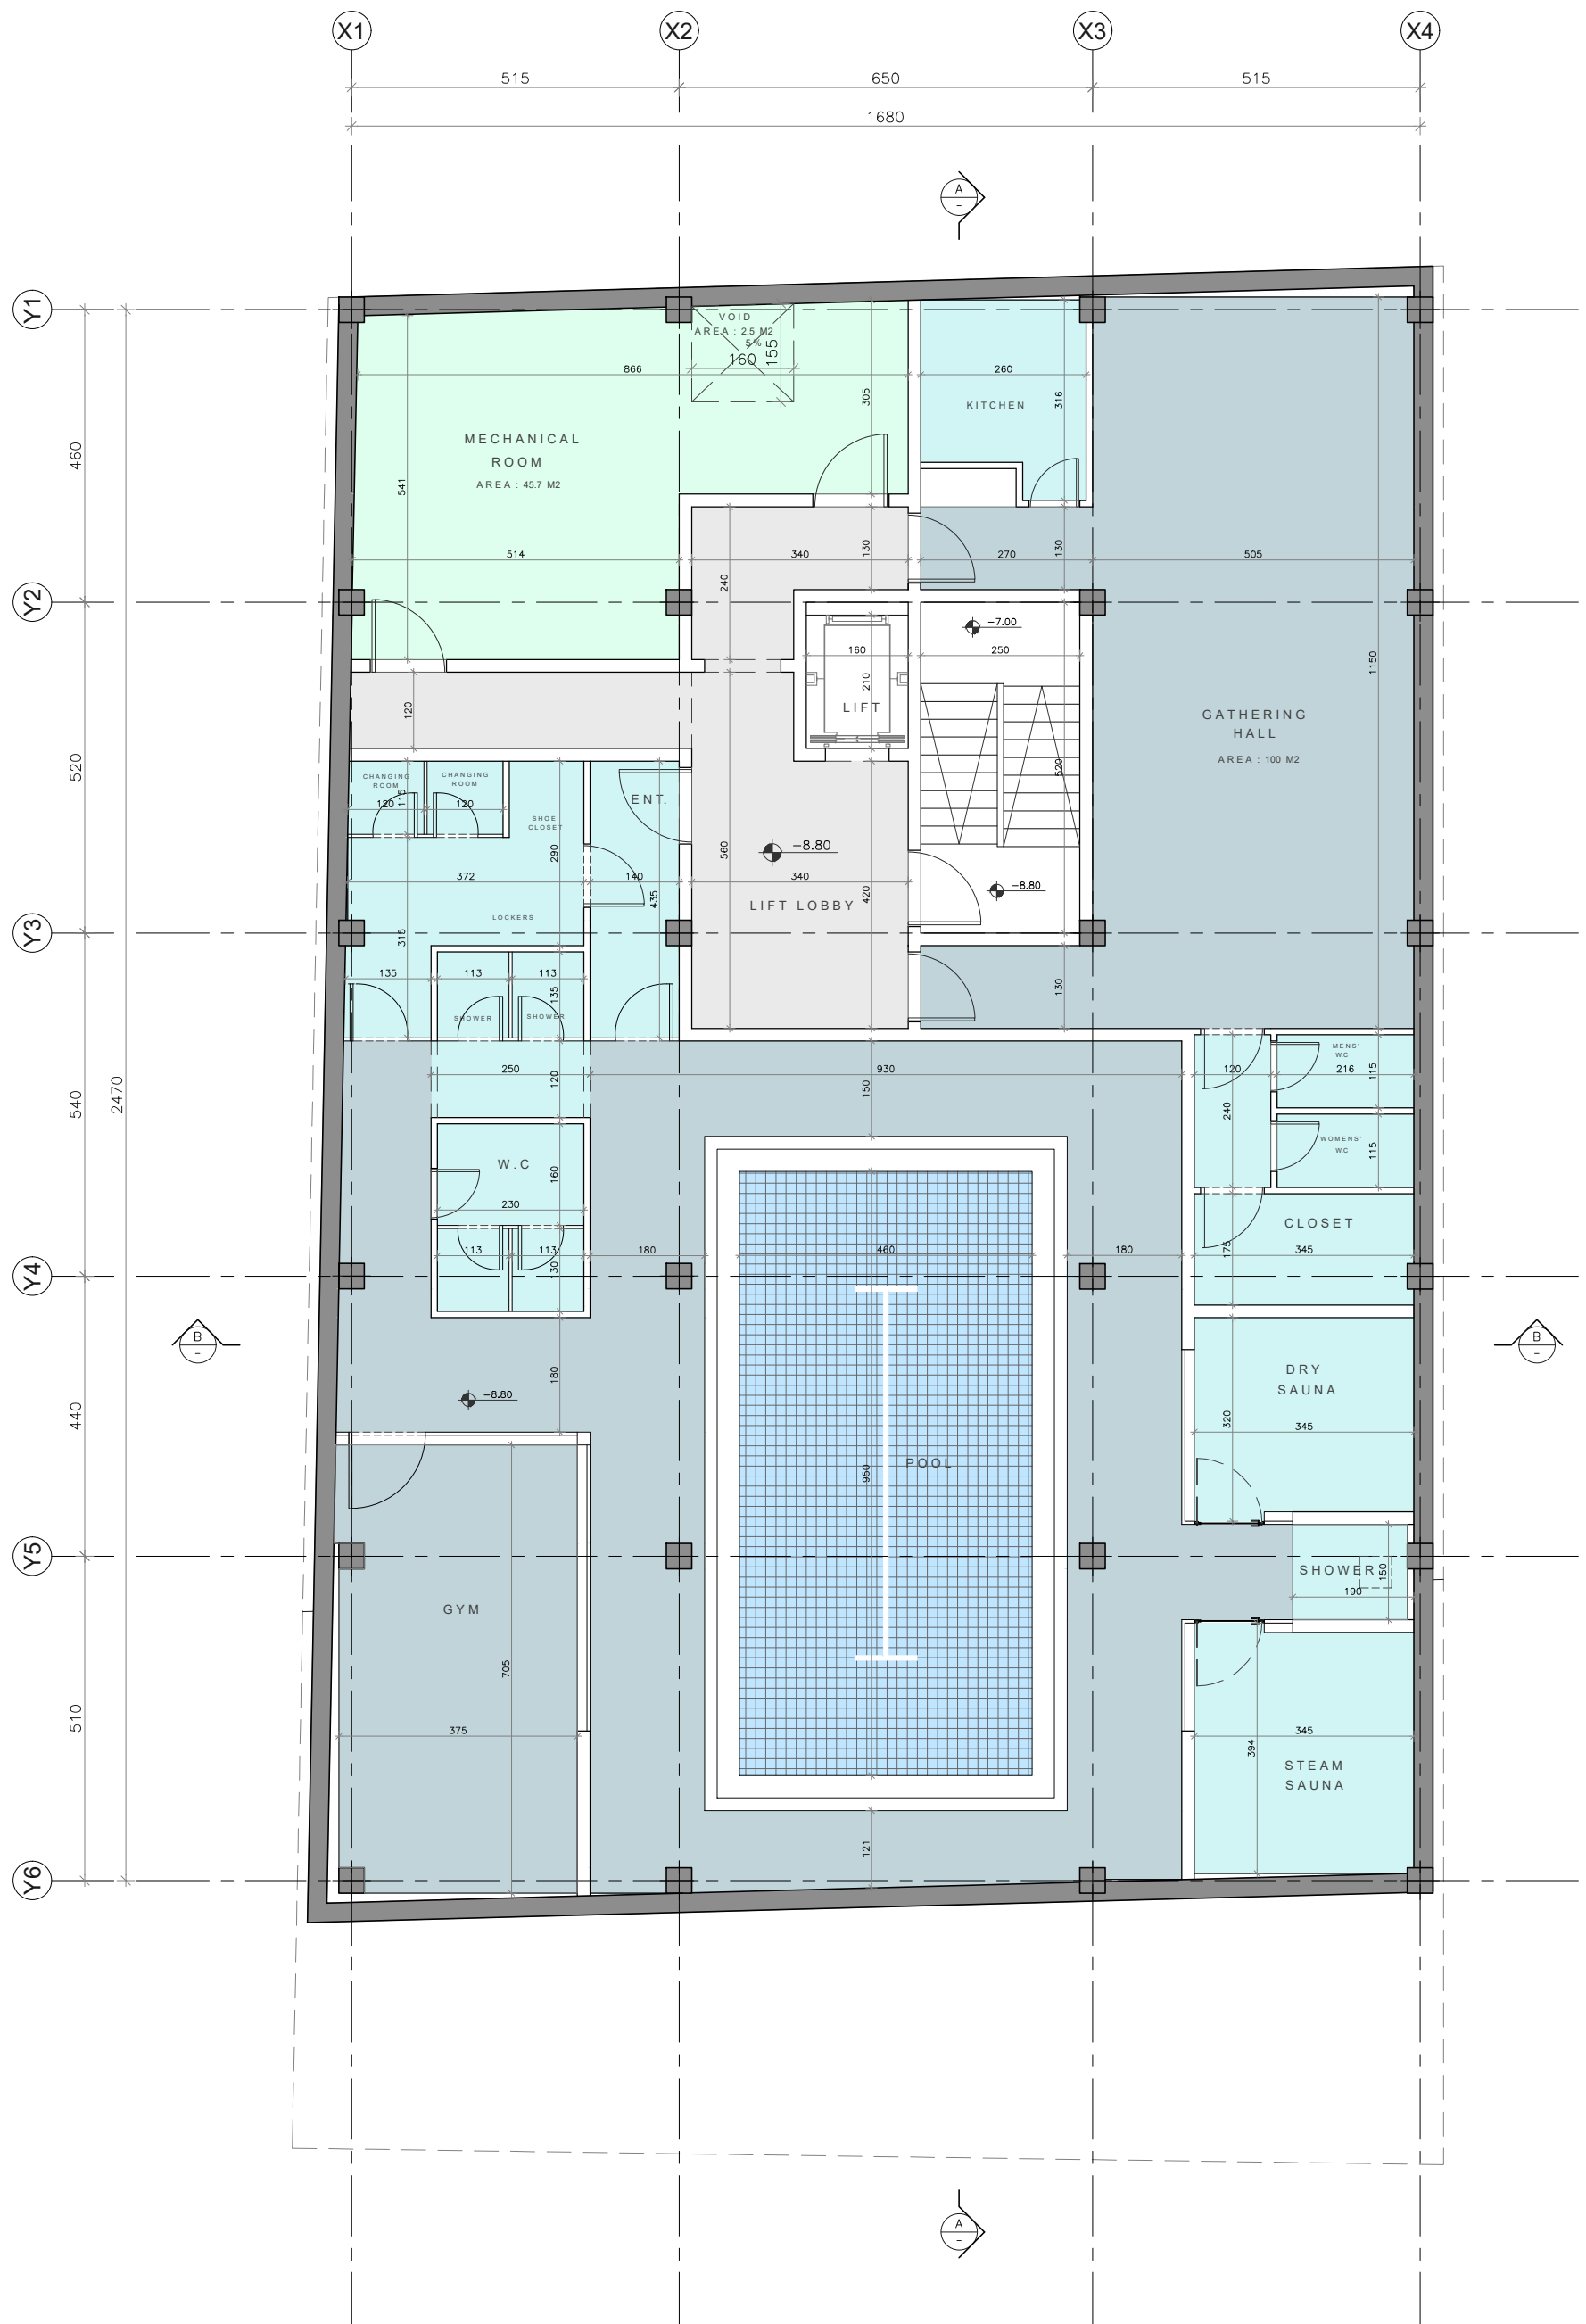 X1
X2
X3
X4
515
650
515
1680
A
-
Y1
VOID
AREA : 2.5 M2
5%
160
155
866
305
260
316
KITCHEN
460
MECHANICAL
ROOM
AREA : 45.7 M2
541
514
340
130
270
130
505
240
Y2
-7.00
160
250
210
1150
LIFT
120
GATHERING
HALL
AREA : 100 M2
520
520
CHANGING
ROOM
CHANGING
ROOM
115
120
120
ENT.
SHOE
CLOSET
290
560
-8.80
372
140
435
340
420
-8.80
LIFT LOBBY
LOCKERS
Y3
315
135
113
113
135
130
SHOWER
SHOWER
MENS'
W.C
250
120
930
150
120
216
115
540
2470
240
WOMENS'
W.C
115
W.C
160
230
CLOSET
113
113
130
180
460
180
175
345
Y4
B
-
B
-
DRY
SAUNA
180
-8.80
320
345
440
POOL
950
Y5
SHOWER
150
190
GYM
705
510
375
345
394
STEAM
SAUNA
121
Y6
A
-